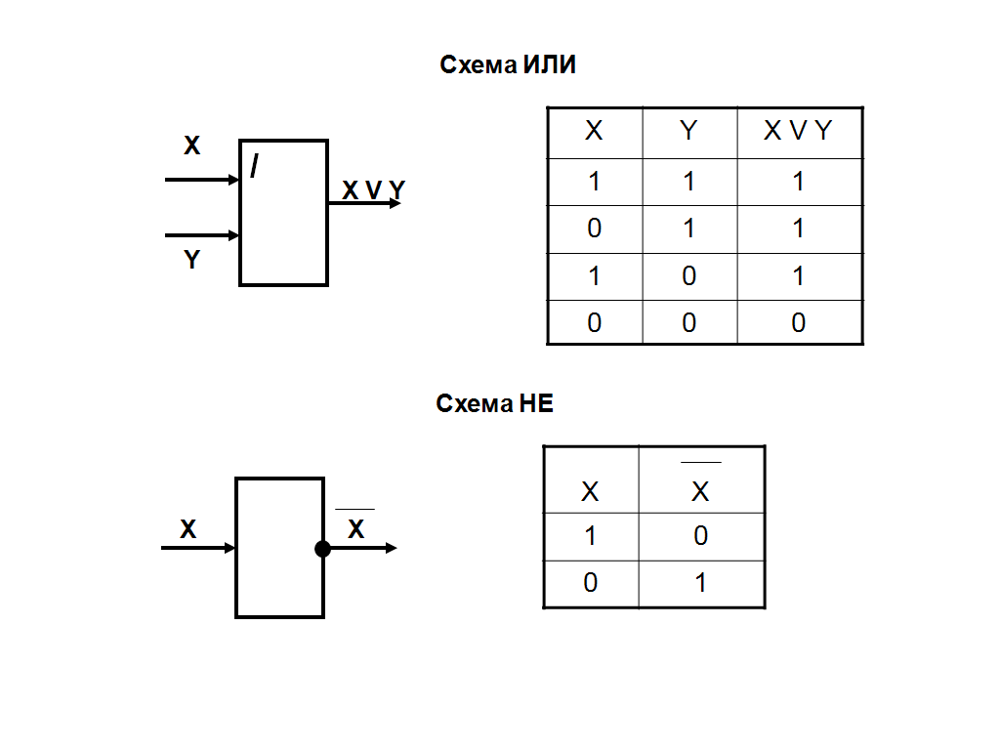 Схема ИЛИ
X
Y
/
X V Y
X Y X V Y
1 1 1
0 1 1
1 0 1
0 0 0
Схема НЕ
X
X̅
X X̅
1 0
0 1